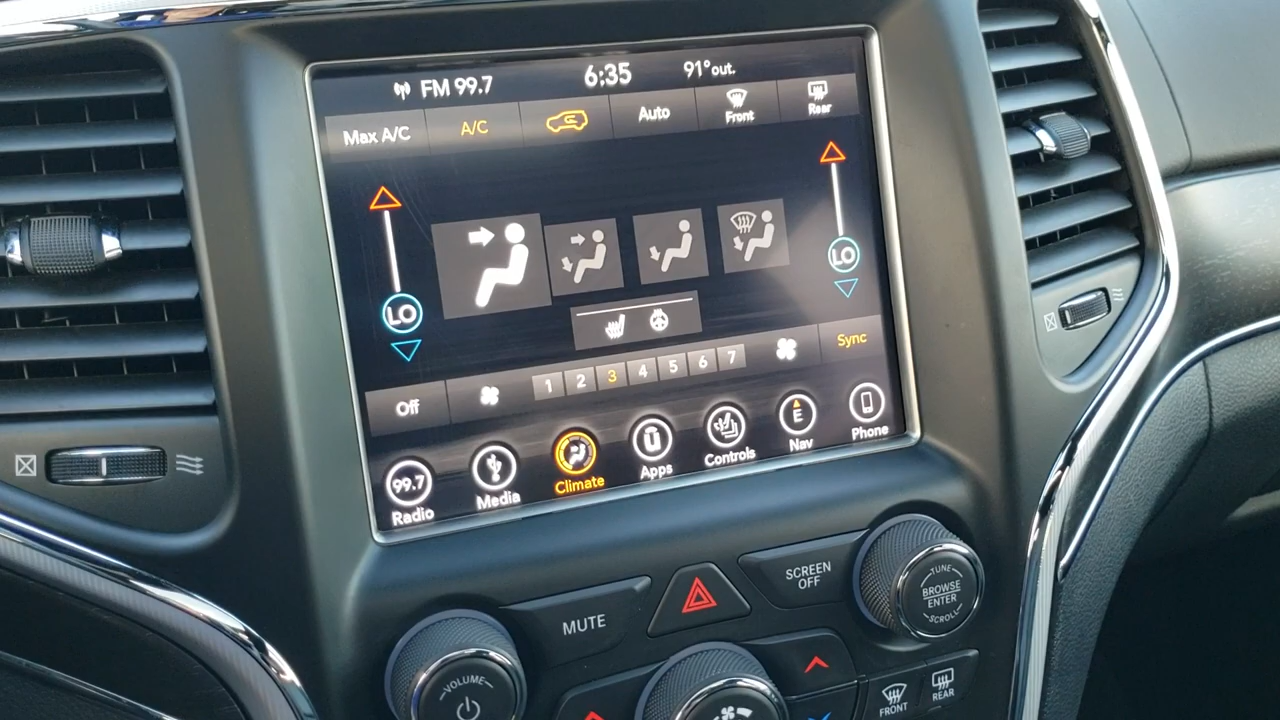 FM 99.7 6:35 91° out.
Max A/C A/C Auto Front Rear
LO LO
Off 1 2 3 4 5 6 7 Sync
99.7 E
Radio Media Climate Apps Controls Nav Phone
MUTE
SCREEN
OFF
TUNE
BROWSE
ENTER
SCROLL
VOLUME
FRONT REAR